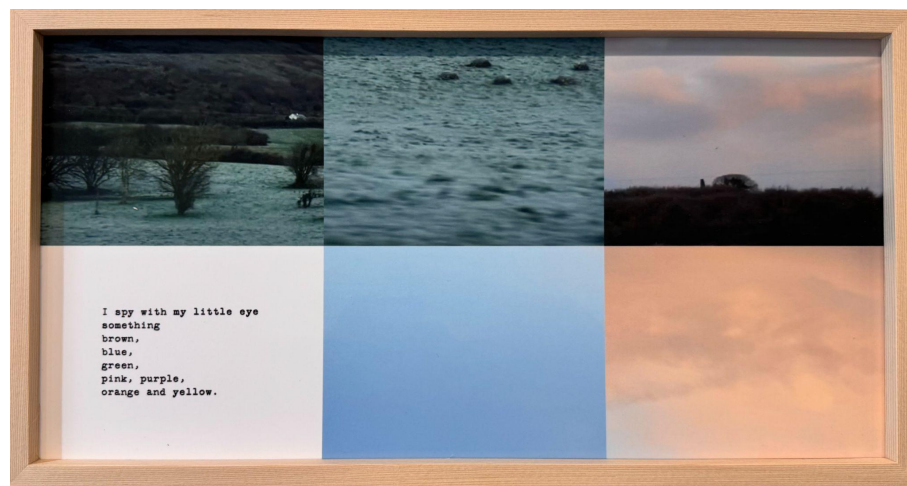 I spy with my little eye
something
brown,
blue,
green,
pink, purple,
orange and yellow.